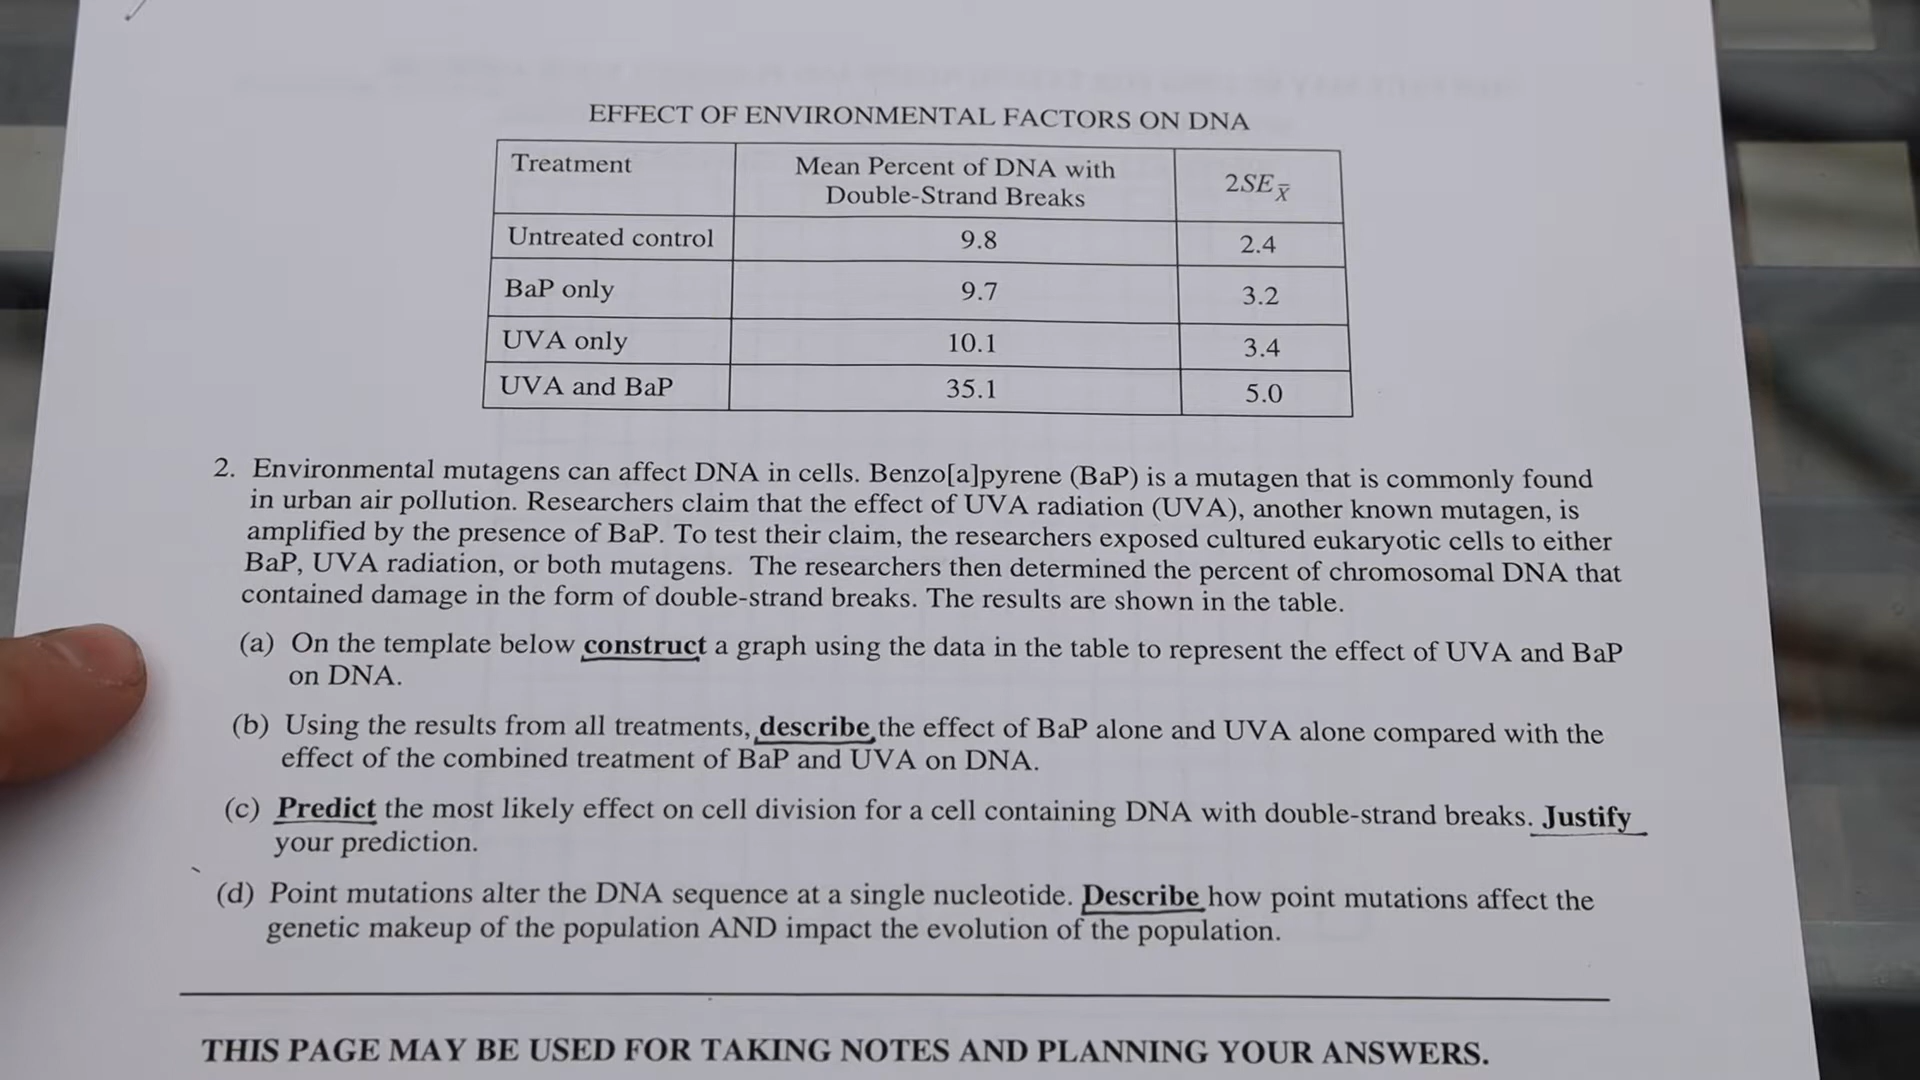 EFFECT OF ENVIRONMENTAL FACTORS ON DNA
Treatment Mean Percent of DNA with Double-Strand Breaks 2SE x̄
Untreated control 9.8 2.4
BaP only 9.7 3.2
UVA only 10.1 3.4
UVA and BaP 35.1 5.0
2. Environmental mutagens can affect DNA in cells. Benzo[a]pyrene (BaP) is a mutagen that is commonly found
in urban air pollution. Researchers claim that the effect of UVA radiation (UVA), another known mutagen, is
amplified by the presence of BaP. To test their claim, the researchers exposed cultured eukaryotic cells to either
BaP, UVA radiation, or both mutagens. The researchers then determined the percent of chromosomal DNA that
contained damage in the form of double-strand breaks. The results are shown in the table.
(a) On the template below construct a graph using the data in the table to represent the effect of UVA and BaP
on DNA.
(b) Using the results from all treatments, describe the effect of BaP alone and UVA alone compared with the
effect of the combined treatment of BaP and UVA on DNA.
(c) Predict the most likely effect on cell division for a cell containing DNA with double-strand breaks. Justify
your prediction.
(d) Point mutations alter the DNA sequence at a single nucleotide. Describe how point mutations affect the
genetic makeup of the population AND impact the evolution of the population.
THIS PAGE MAY BE USED FOR TAKING NOTES AND PLANNING YOUR ANSWERS.